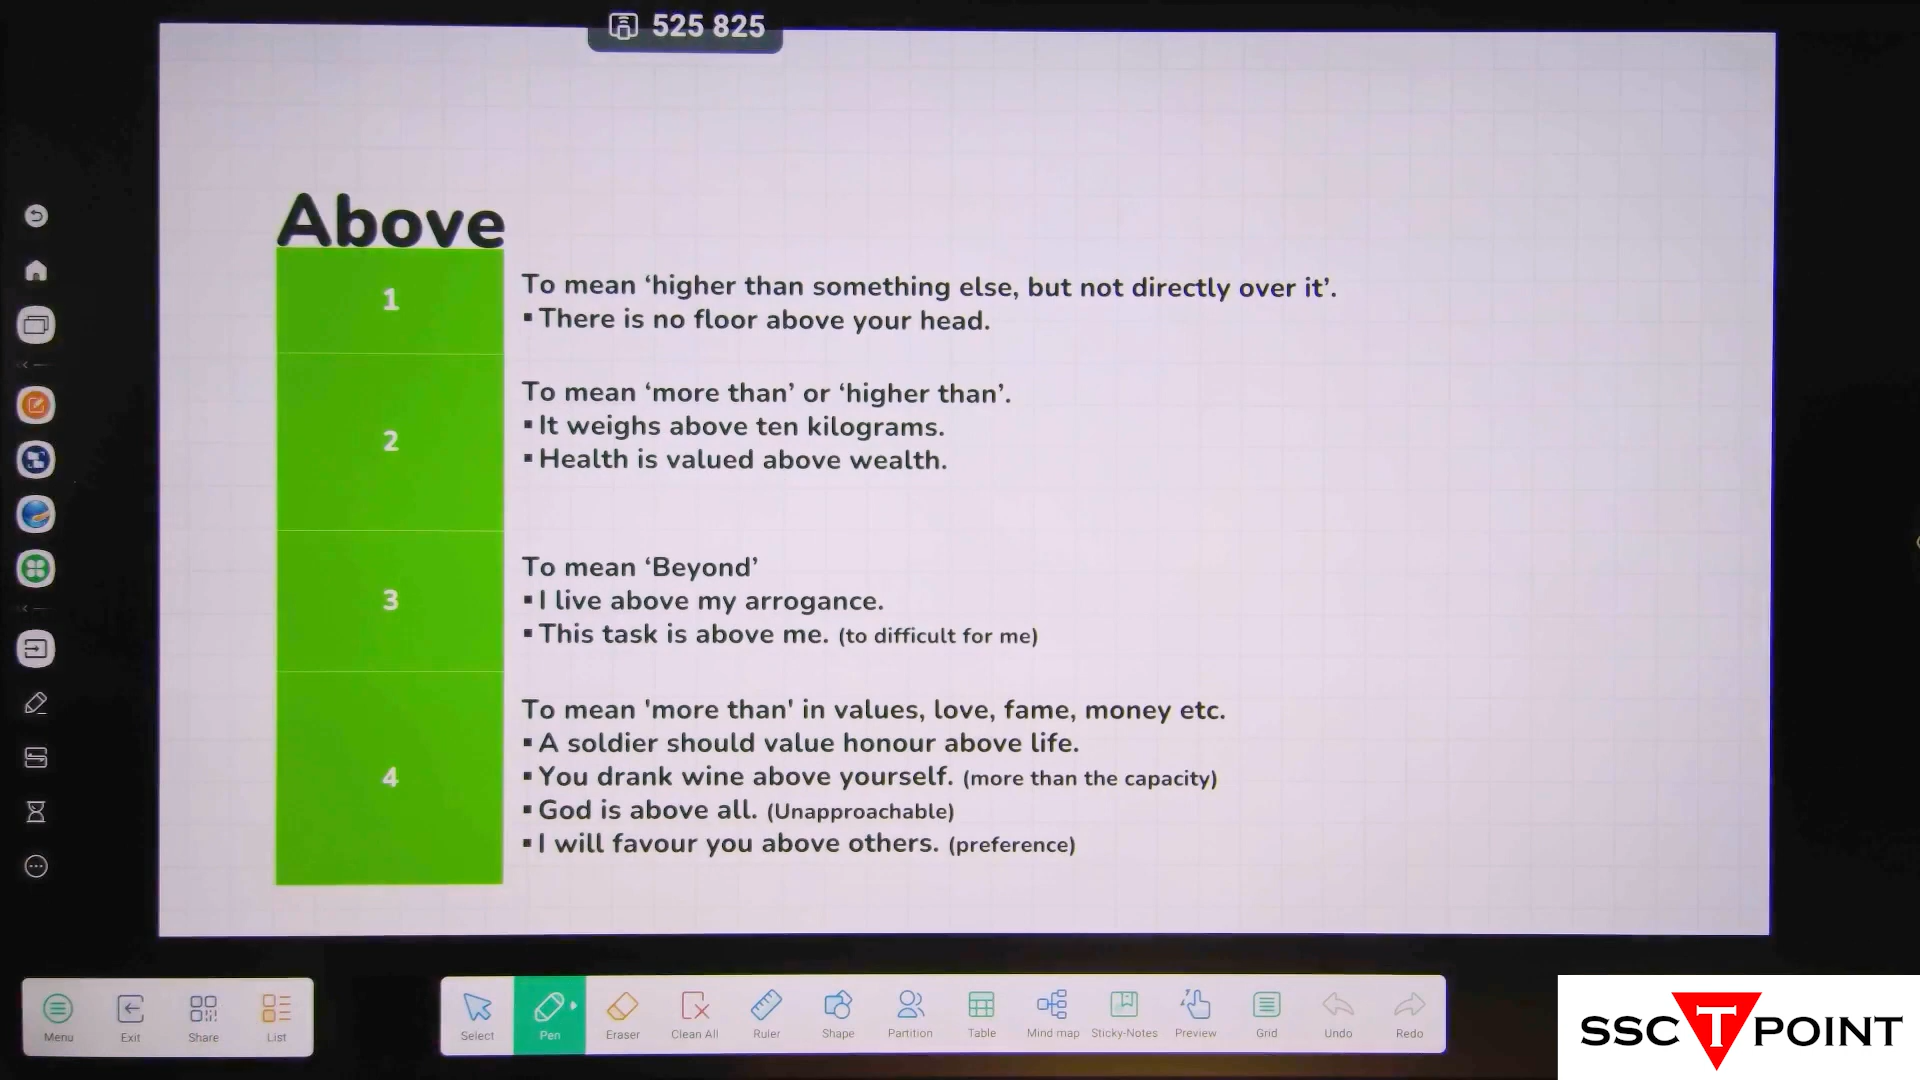 525 825
Above
1
To mean ‘higher than something else, but not directly over it’.
▪ There is no floor above your head.
2
To mean ‘more than’ or ‘higher than’.
▪ It weighs above ten kilograms.
▪ Health is valued above wealth.
3
To mean ‘Beyond’
▪ I live above my arrogance.
▪ This task is above me. (to difficult for me)
4
To mean 'more than' in values, love, fame, money etc.
▪ A soldier should value honour above life.
▪ You drank wine above yourself. (more than the capacity)
▪ God is above all. (Unapproachable)
▪ I will favour you above others. (preference)
Menu Exit Share List
Select Pen Eraser Clean All Ruler Shape Partition Table Mind map Sticky-Notes Preview Grid Undo Redo
SSC T POINT